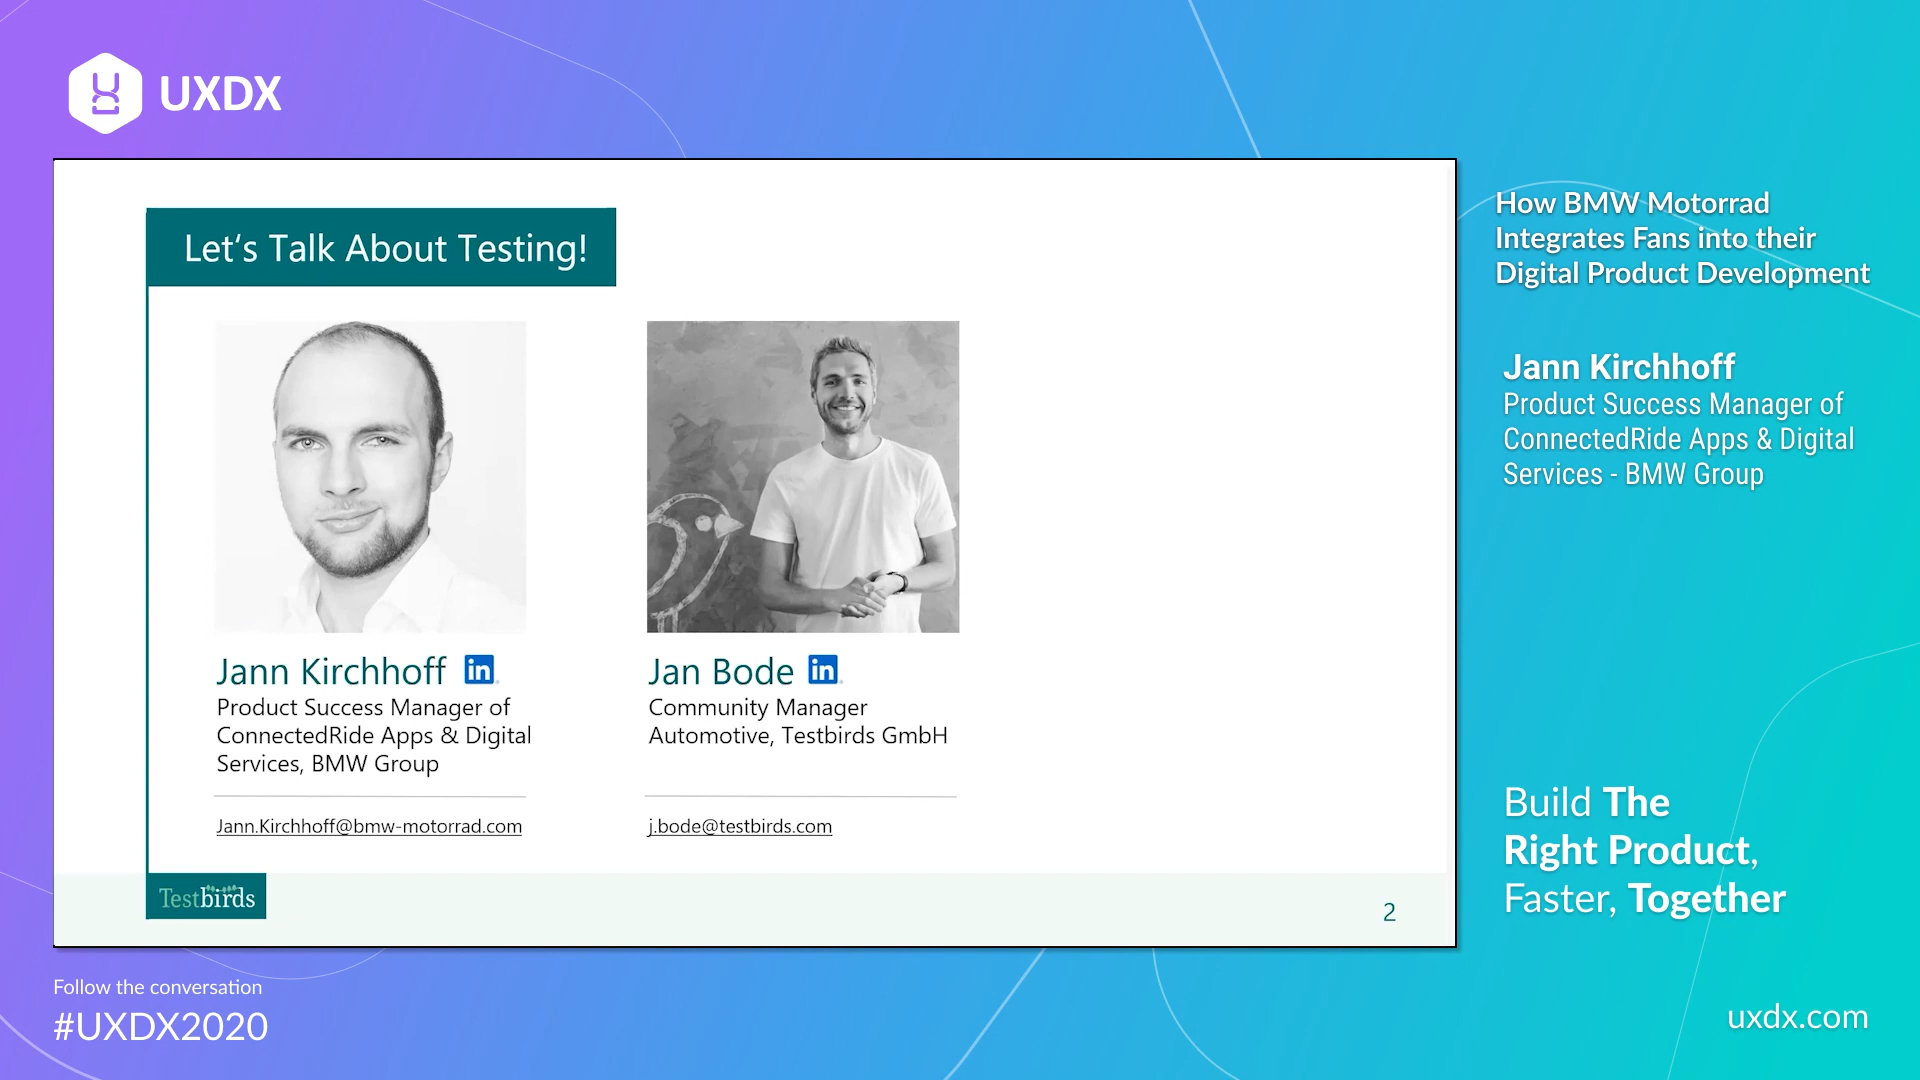 UXDX
Let's Talk About Testing!
Jann Kirchhoff in
Product Success Manager of
ConnectedRide Apps & Digital
Services, BMW Group
Jann.Kirchhoff@bmw-motorrad.com
Jan Bode in
Community Manager
Automotive, Testbirds GmbH
j.bode@testbirds.com
Testbirds
2
How BMW Motorrad
Integrates Fans into their
Digital Product Development
Jann Kirchhoff
Product Success Manager of
ConnectedRide Apps & Digital
Services - BMW Group
Build The
Right Product,
Faster, Together
Follow the conversation
#UXDX2020
uxdx.com